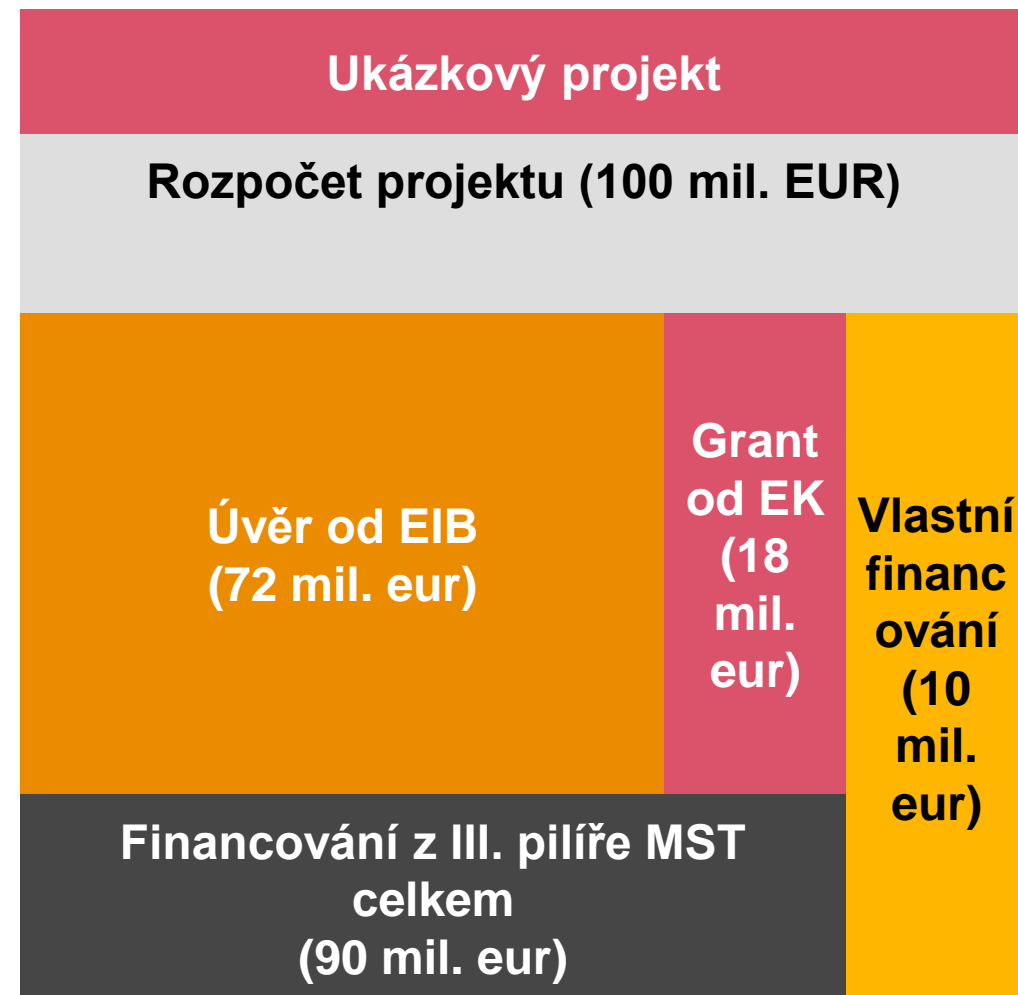 Ukázkový projekt
Rozpočet projektu (100 mil. EUR)
Úvěr od EIB
(72 mil. eur)
Grant
od EK
(18
mil.
eur)
Vlastní
financ
ování
(10
mil.
eur)
Financování z III. pilíře MST
celkem
(90 mil. eur)